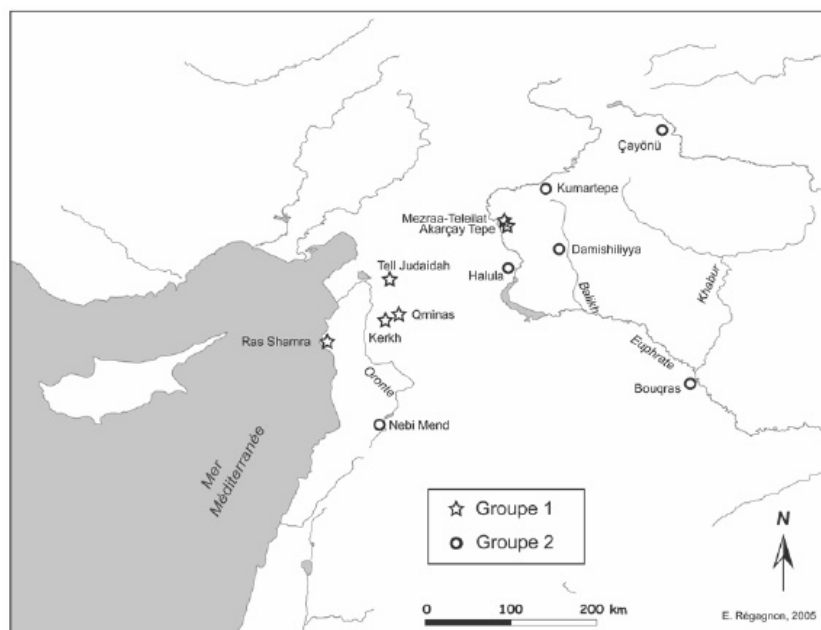 Çayönü
Kumartepe
Mezraa-Teleilat
Akarçay Tepe
Damishiliyya
Tell Judaidah
Halula
Balikh
Khabur
Qminas
Kerkh
Ras Shamra
Euphrate
Oronte
Bouqras
Nebi Mend
Mer
Méditerranée
Groupe 1
Groupe 2
N
0 100 200 km
E. Régagnon, 2005